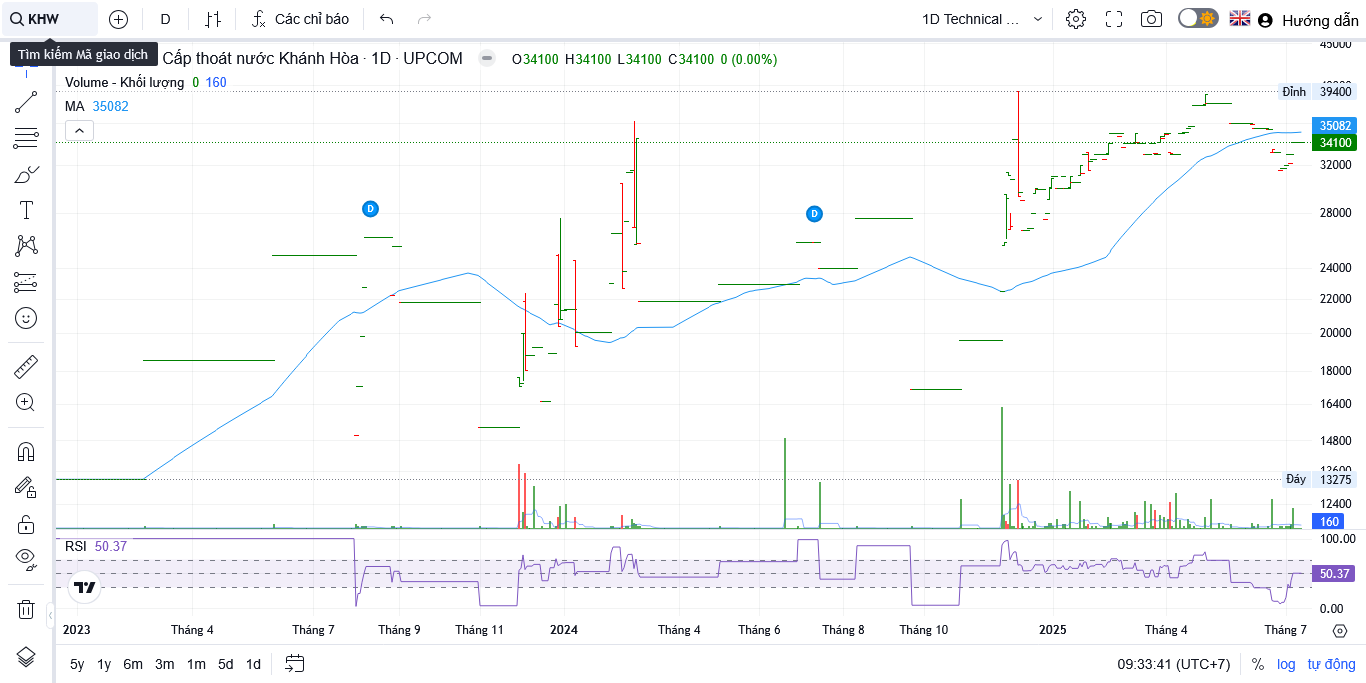 KHW
D
Các chỉ báo
1D Technical ...
Hướng dẫn
Tìm kiếm Mã giao dịch
Cấp thoát nước Khánh Hòa · 1D · UPCOM
O34100 H34100 L34100 C34100 0 (0.00%)
Volume - Khối lượng 0 160
MA 35082
45000
Đỉnh 39400
35082
34100
32000
D
D
28000
24000
22000
20000
18000
16400
14800
13600
Đáy 13275
12400
160
RSI 50.37
100.00
50.37
0.00
2023 Tháng 4 Tháng 7 Tháng 9 Tháng 11 2024 Tháng 4 Tháng 6 Tháng 8 Tháng 10 2025 Tháng 4 Tháng 7
5y 1y 6m 3m 1m 5d 1d
09:33:41 (UTC+7) % log tự động